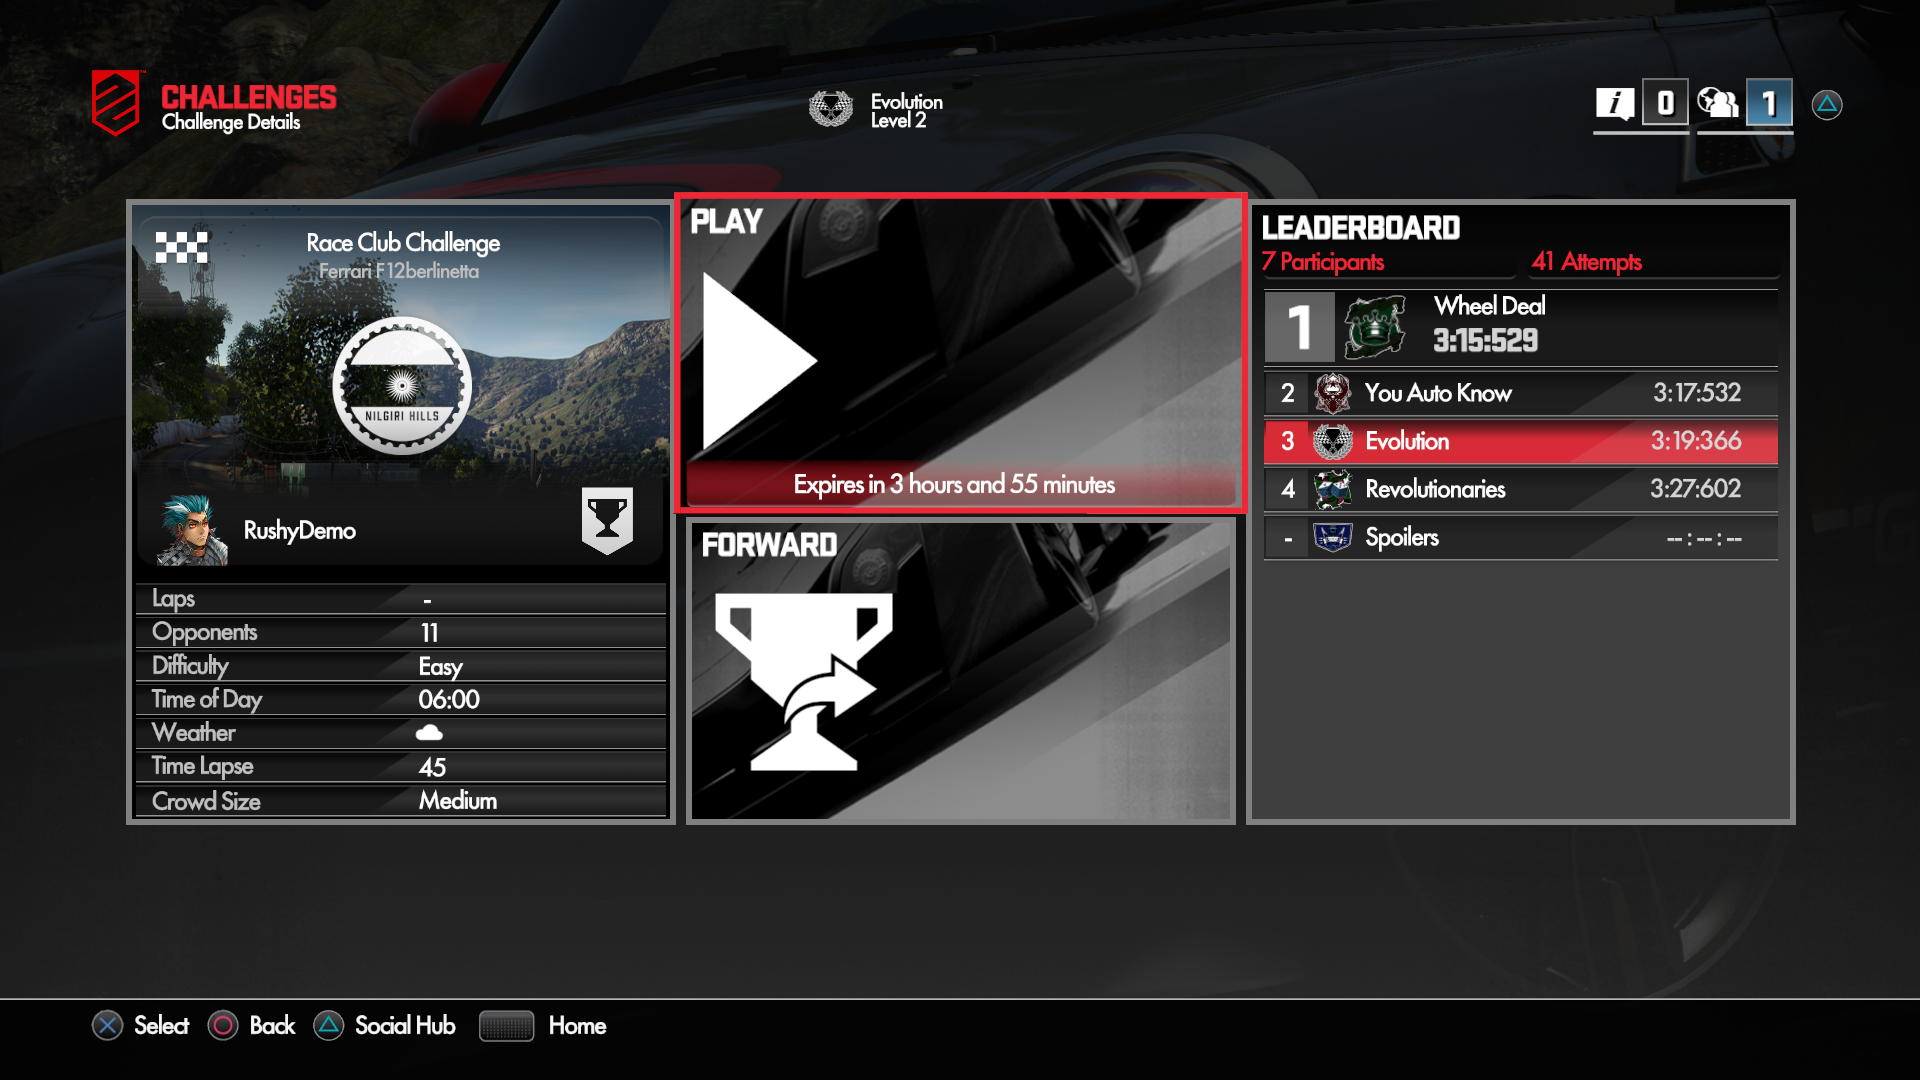 CHALLENGES
Challenge Details
Evolution
Level 2
i 0 1
Race Club Challenge
Ferrari F12berlinetta
NILGIRI HILLS
RushyDemo
Laps -
Opponents 11
Difficulty Easy
Time of Day 06:00
Weather
Time Lapse 45
Crowd Size Medium
PLAY
Expires in 3 hours and 55 minutes
FORWARD
LEADERBOARD
7 Participants 41 Attempts
1 Wheel Deal
3:15:529
2 You Auto Know 3:17:532
3 Evolution 3:19:366
4 Revolutionaries 3:27:602
- Spoilers --:--:--
Select Back Social Hub Home